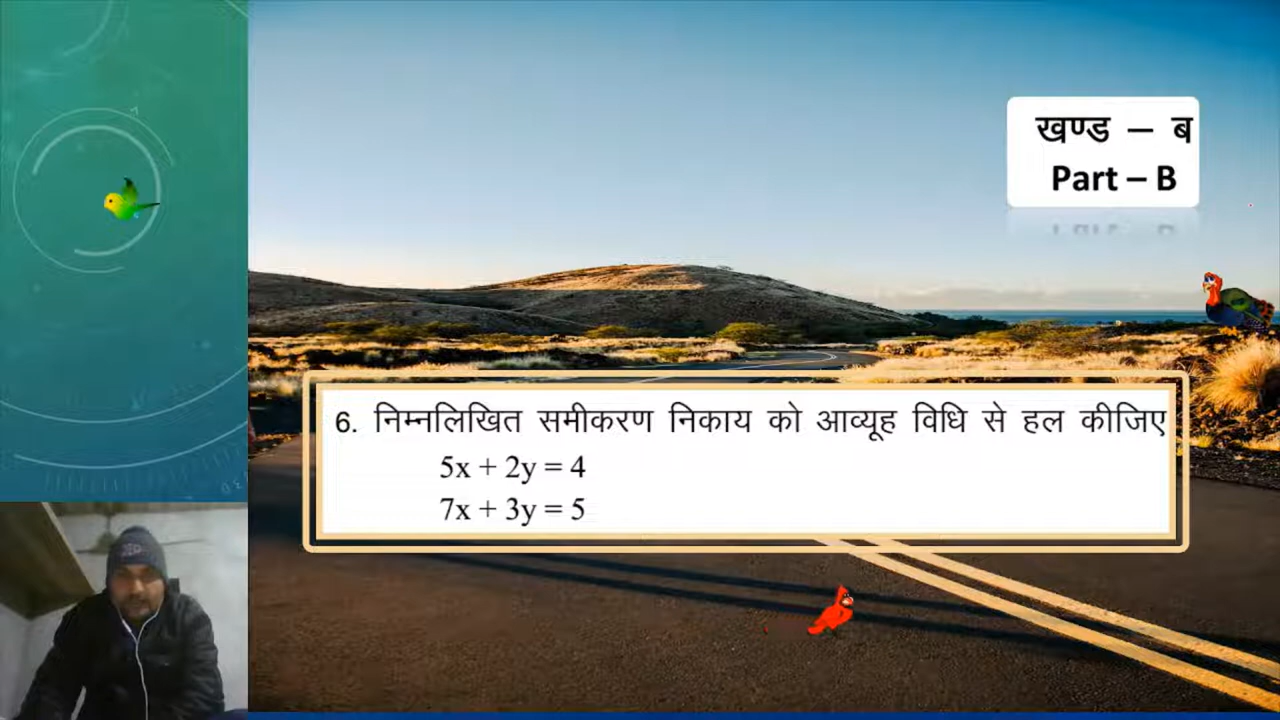 खण्ड – ब
Part – B
6. निम्नलिखित समीकरण निकाय को आव्यूह विधि से हल कीजिए
5x + 2y = 4
7x + 3y = 5